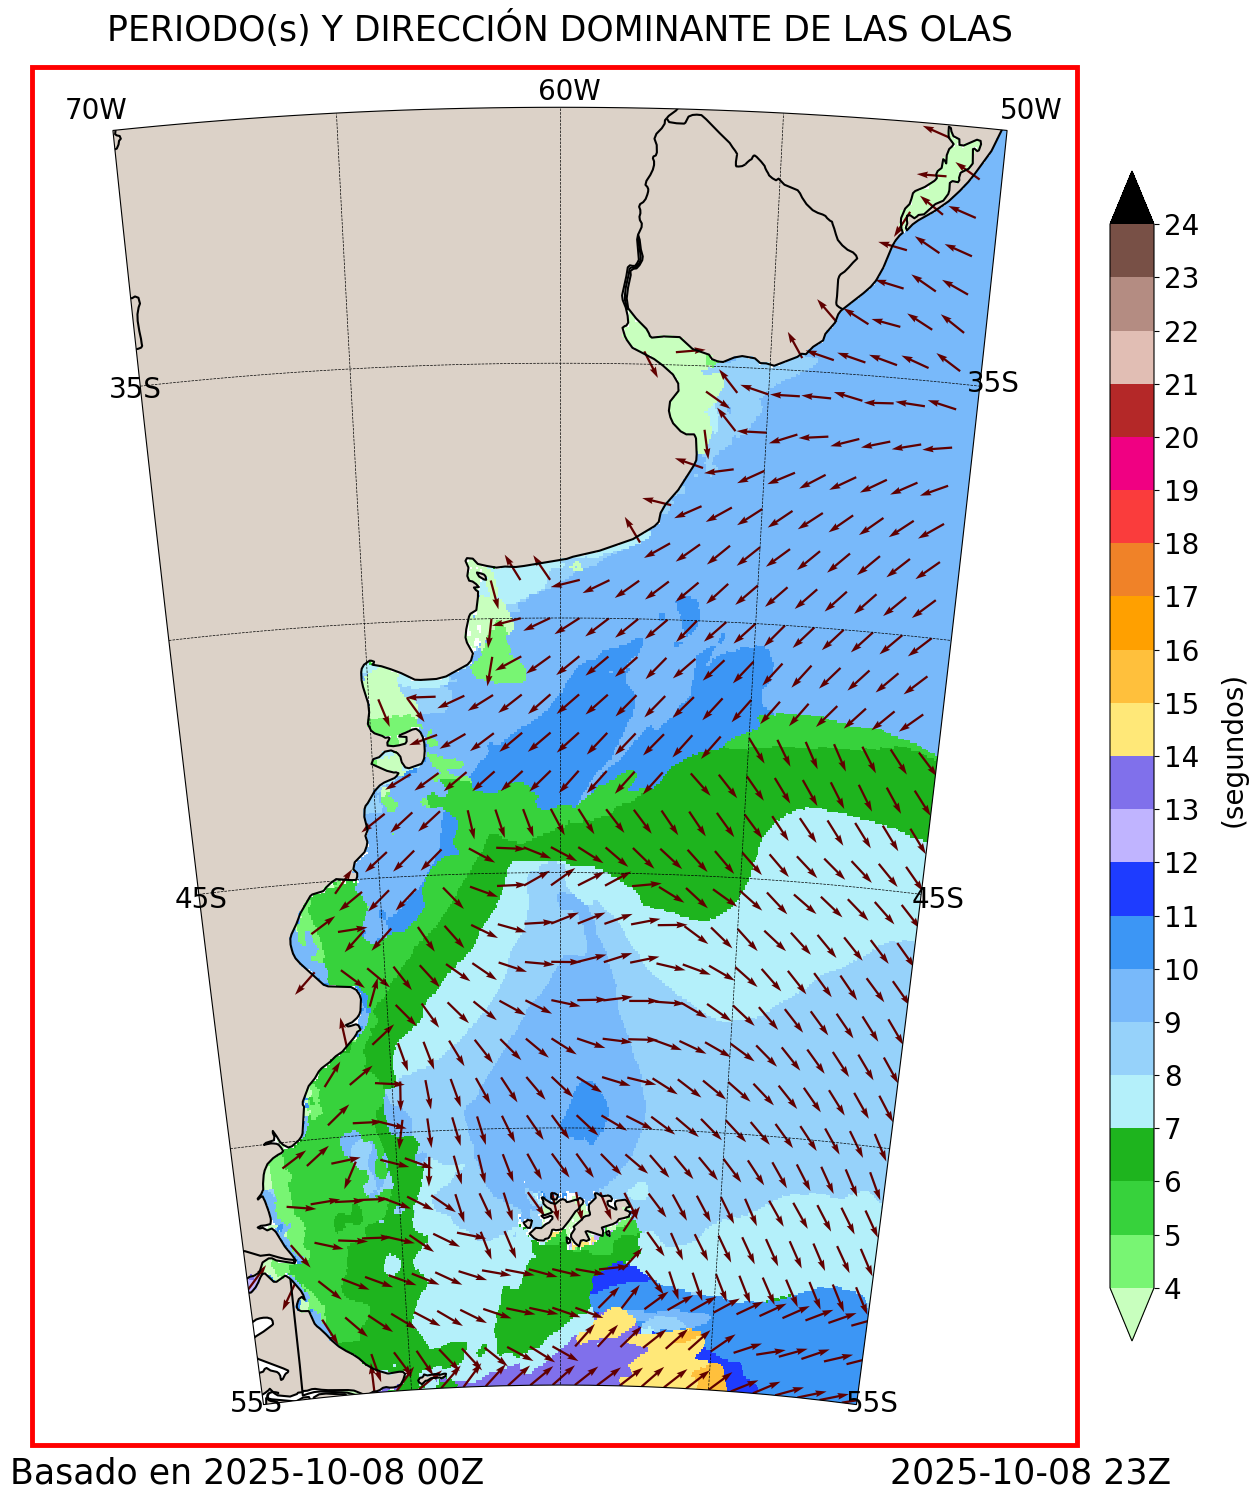 PERIODO(s) Y DIRECCIÓN DOMINANTE DE LAS OLAS
70W
60W
50W
35S
35S
45S
45S
55S
55S
24
23
22
21
20
19
18
17
16
15
14
13
12
11
10
9
8
7
6
5
4
(segundos)
Basado en 2025-10-08 00Z
2025-10-08 23Z